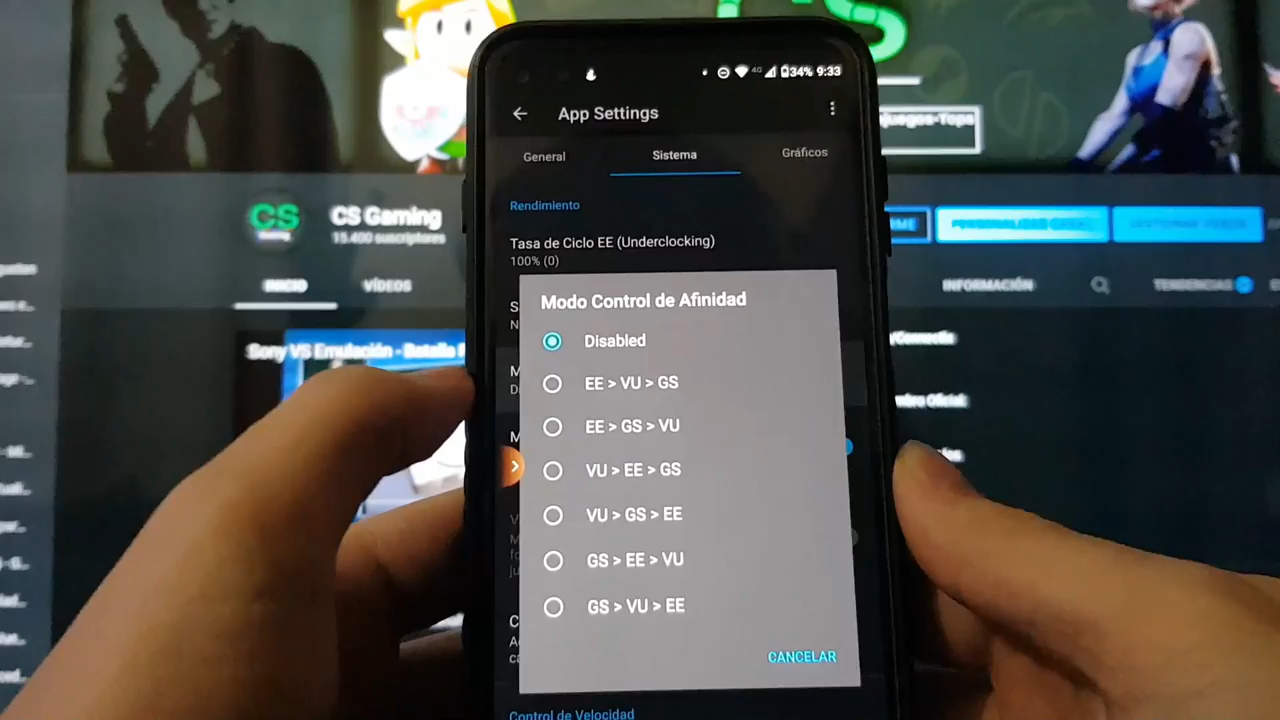 CS
4G 34% 9:33
App Settings
General Sistema Gráficos
Rendimiento
Tasa de Ciclo EE (Underclocking)
100% (0)
Modo Control de Afinidad
Disabled
EE > VU > GS
EE > GS > VU
VU > EE > GS
VU > GS > EE
GS > EE > VU
GS > VU > EE
CANCELAR
Control de Velocidad
CS Gaming
15.400 suscriptores
INICIO VÍDEOS
INFORMACIÓN TENDENCIAS
Sony VS Emulación - Batalla